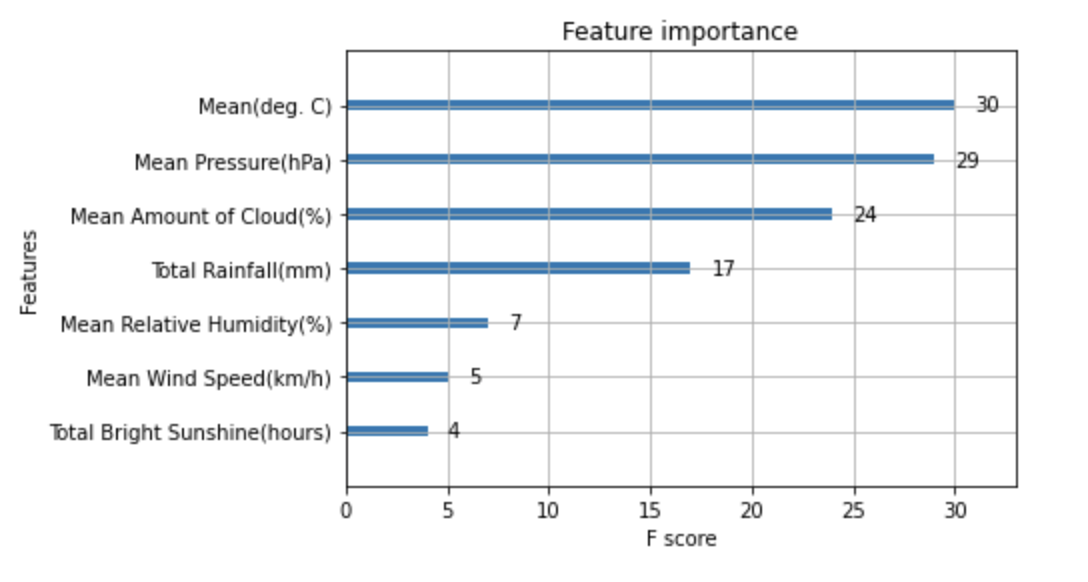 Feature importance
Mean(deg. C) 30
Mean Pressure(hPa) 29
Mean Amount of Cloud(%) 24
Total Rainfall(mm) 17
Mean Relative Humidity(%) 7
Mean Wind Speed(km/h) 5
Total Bright Sunshine(hours) 4
Features
0 5 10 15 20 25 30
F score